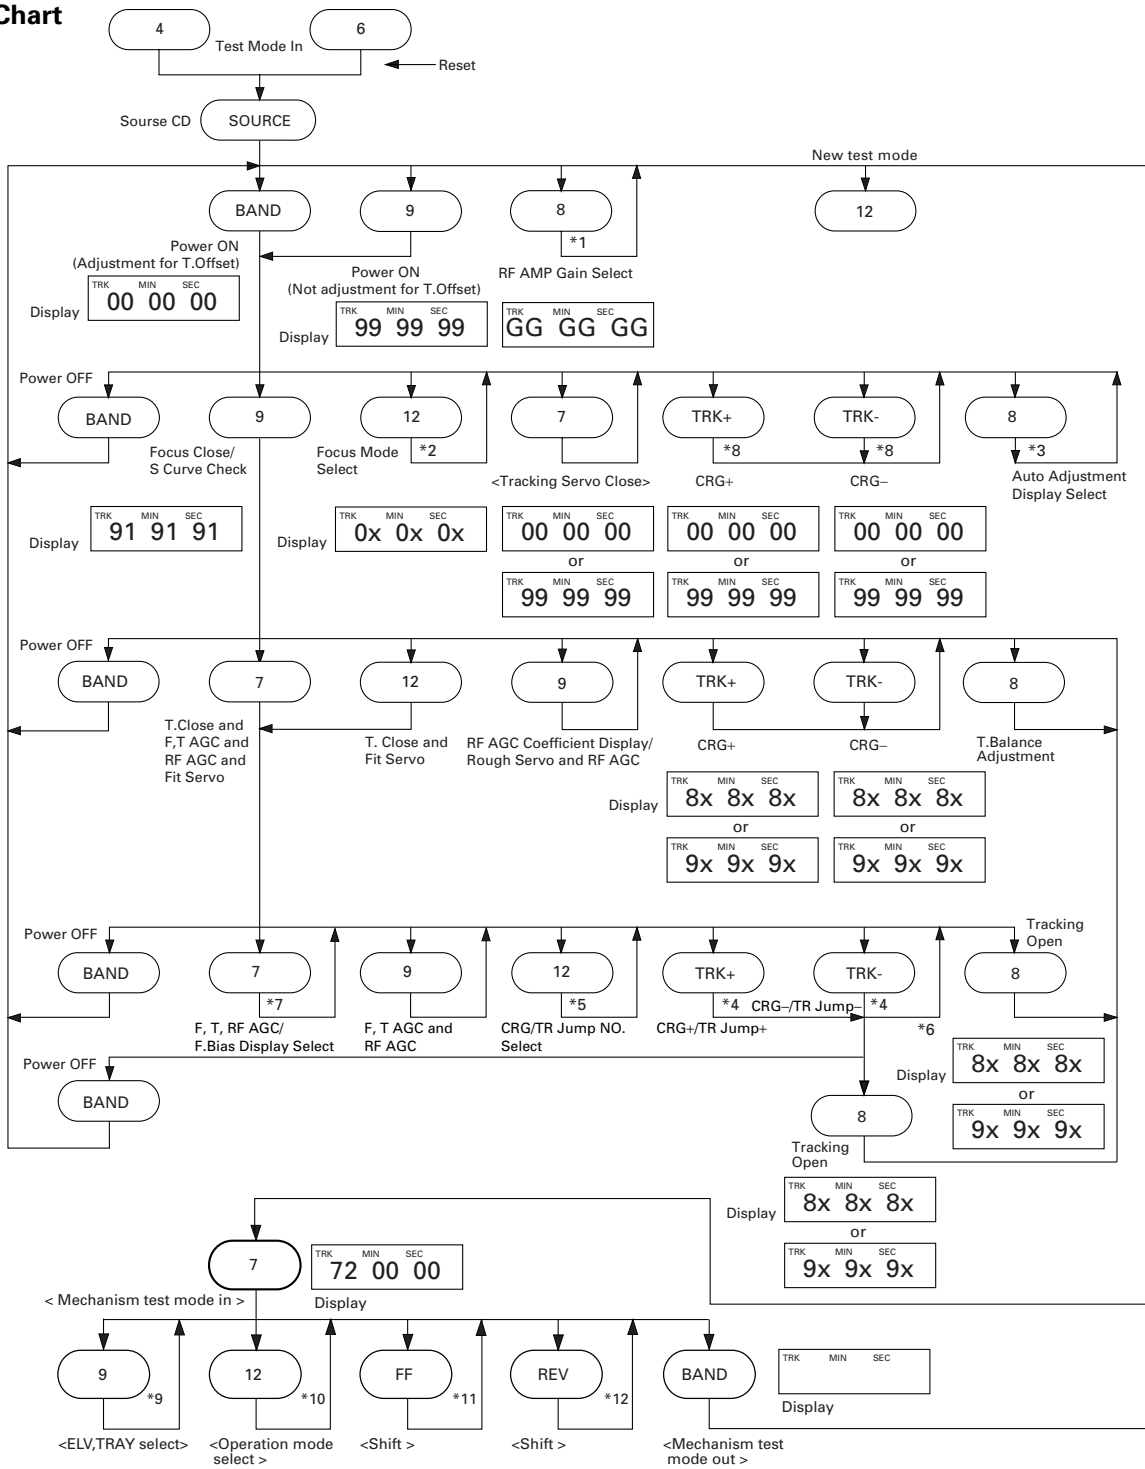 Chart
4
6
Test Mode In
Reset
Sourse CD
SOURCE
New test mode
BAND
9
8
12
*1
Power ON
(Adjustment for T.Offset)
Power ON
(Not adjustment for T.Offset)
RF AMP Gain Select
Display
TRK MIN SEC
00 00 00
Display
TRK MIN SEC
99 99 99
TRK MIN SEC
GG GG GG
Power OFF
BAND
9
12
7
TRK+
TRK-
8
*2
*8
*8
*3
Focus Close/
S Curve Check
Focus Mode
Select
<Tracking Servo Close>
CRG+
CRG–
Auto Adjustment
Display Select
Display
TRK MIN SEC
91 91 91
Display
TRK MIN SEC
0x 0x 0x
TRK MIN SEC
00 00 00
or
TRK MIN SEC
99 99 99
TRK MIN SEC
00 00 00
or
TRK MIN SEC
99 99 99
TRK MIN SEC
00 00 00
or
TRK MIN SEC
99 99 99
Power OFF
BAND
7
12
9
TRK+
TRK-
8
T.Close and
F,T AGC and
RF AGC and
Fit Servo
T. Close and
Fit Servo
RF AGC Coefficient Display/
Rough Servo and RF AGC
CRG+
CRG–
T.Balance
Adjustment
Display
TRK MIN SEC
8x 8x 8x
or
TRK MIN SEC
9x 9x 9x
TRK MIN SEC
8x 8x 8x
or
TRK MIN SEC
9x 9x 9x
Power OFF
Tracking
Open
BAND
7
9
12
TRK+
TRK-
8
*7
*5
*4
*4
*6
F, T, RF AGC/
F.Bias Display Select
F, T AGC and
RF AGC
CRG/TR Jump NO.
Select
CRG+/TR Jump+
CRG–/TR Jump–
Display
TRK MIN SEC
8x 8x 8x
or
TRK MIN SEC
9x 9x 9x
Power OFF
BAND
8
Tracking
Open
Display
TRK MIN SEC
8x 8x 8x
or
TRK MIN SEC
9x 9x 9x
7
TRK MIN SEC
72 00 00
< Mechanism test mode in >
Display
9
12
FF
REV
BAND
*9
*10
*11
*12
TRK MIN SEC
Display
<ELV,TRAY select>
<Operation mode
select >
<Shift >
<Shift >
<Mechanism test
mode out >